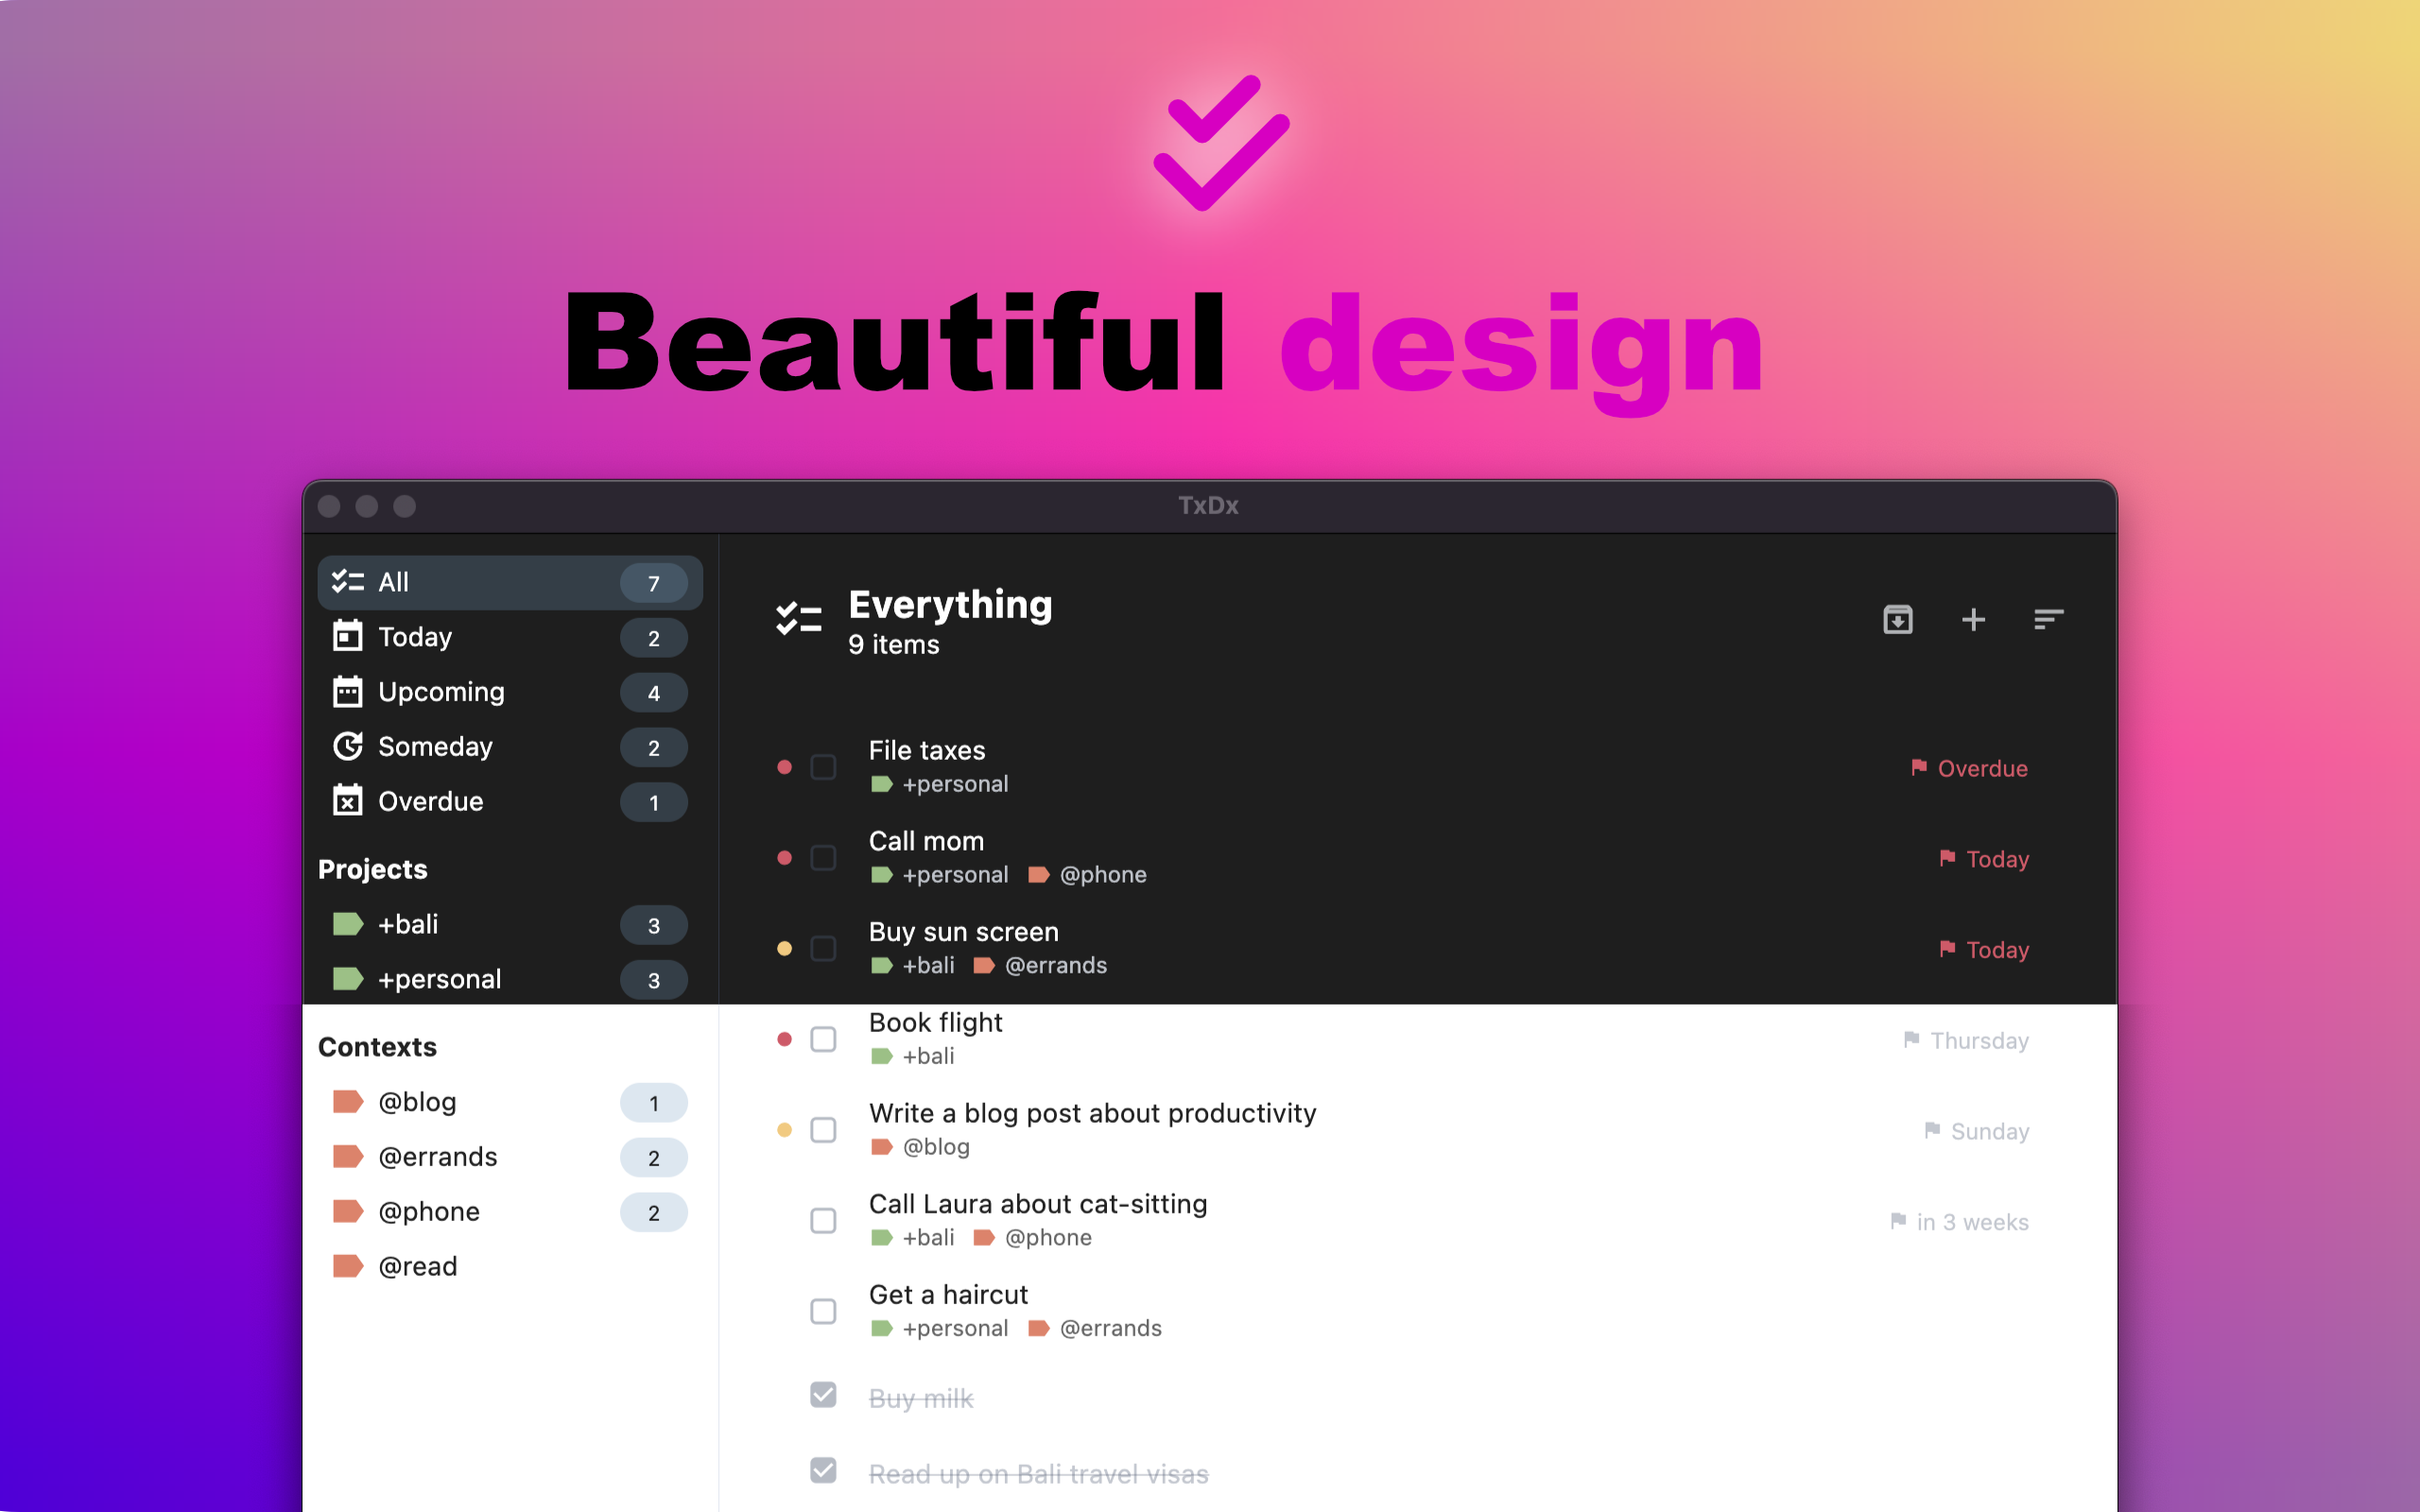 Beautiful design
TxDx
All 7
Today 2
Upcoming 4
Someday 2
Overdue 1
Projects
+bali 3
+personal 3
Contexts
@blog 1
@errands 2
@phone 2
@read
Everything
9 items
File taxes
+personal
Overdue
Call mom
+personal @phone
Today
Buy sun screen
+bali @errands
Today
Book flight
+bali
Thursday
Write a blog post about productivity
@blog
Sunday
Call Laura about cat-sitting
+bali @phone
in 3 weeks
Get a haircut
+personal @errands
Buy milk
Read up on Bali travel visas